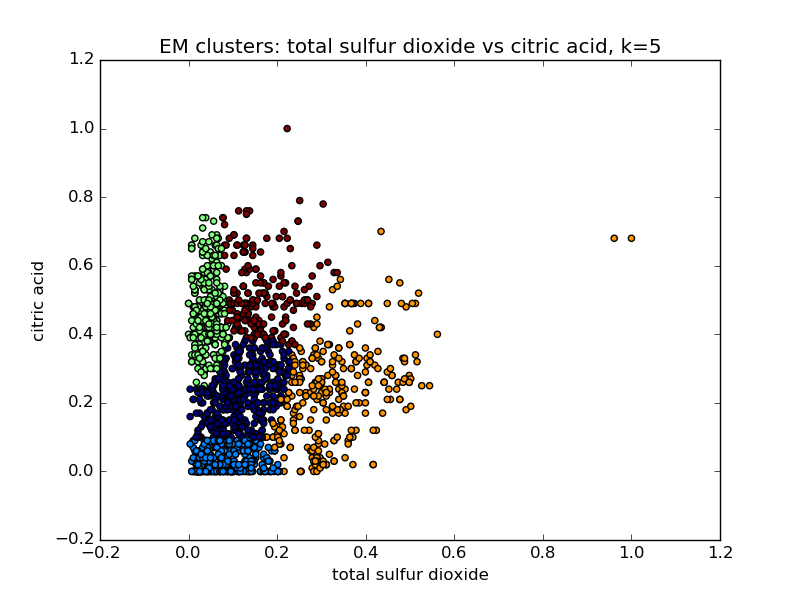 EM clusters: total sulfur dioxide vs citric acid, k=5
1.2
1.0
0.8
0.6
0.4
0.2
0.0
−0.2
citric acid
−0.2 0.0 0.2 0.4 0.6 0.8 1.0 1.2
total sulfur dioxide